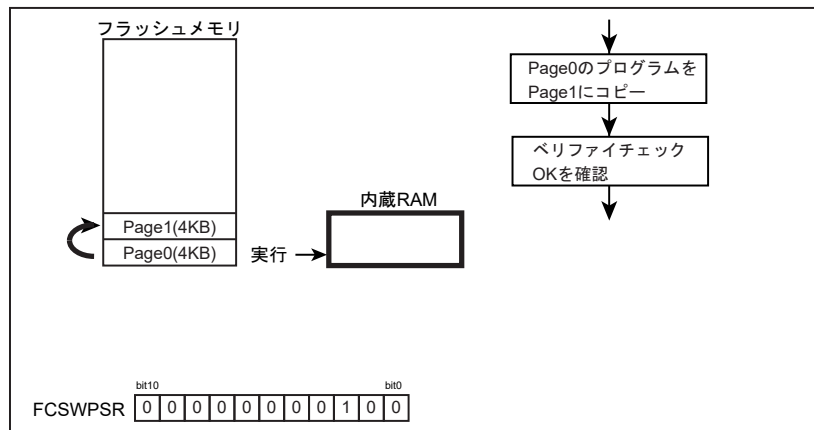 フラッシュメモリ
Page1(4KB)
Page0(4KB)
実行
内蔵RAM
Page0のプログラムを
Page1にコピー
ベリファイチェック
OKを確認
bit10
bit0
FCSWPSR
0 0 0 0 0 0 0 0 1 0 0